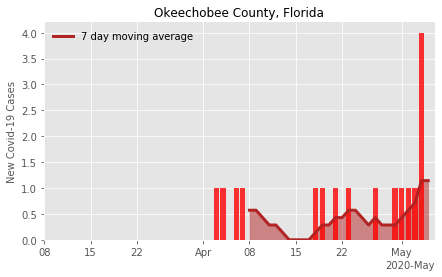 Okeechobee County, Florida
7 day moving average
New Covid-19 Cases
4.0
3.5
3.0
2.5
2.0
1.5
1.0
0.5
0.0
08 15 22 Apr 08 15 22 May
2020-May